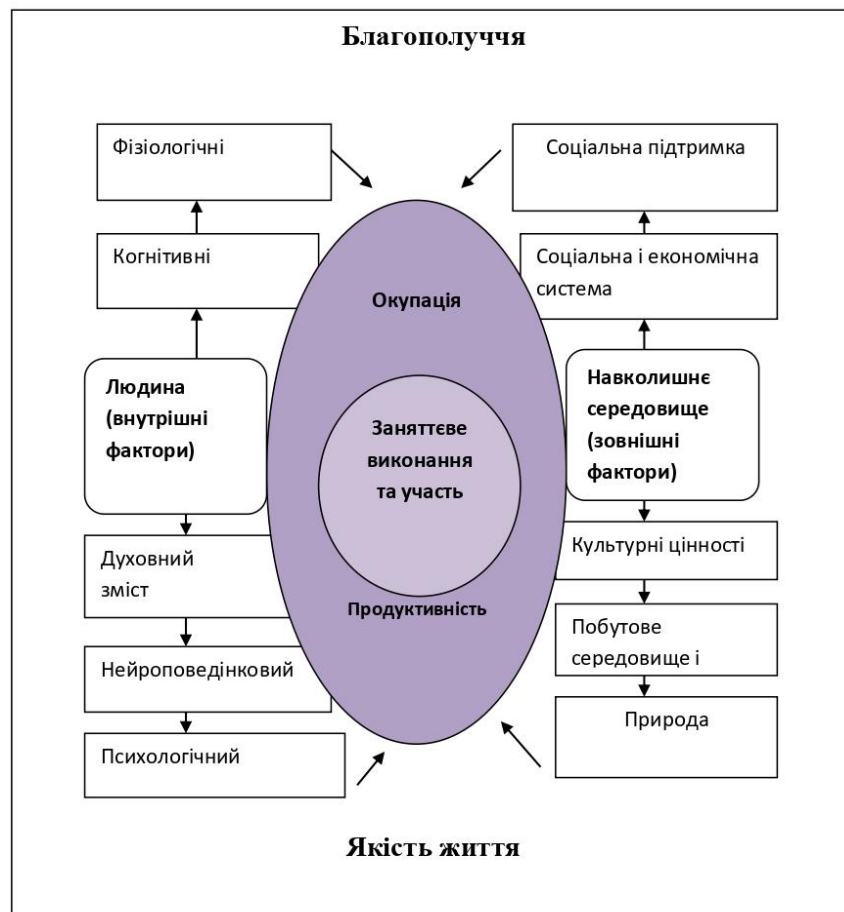 Благополуччя
Фізіологічні
Соціальна підтримка
Когнітивні
Соціальна і економічна
система
Окупація
Людина
(внутрішні
фактори)
Навколишнє
середовище
(зовнішні
фактори)
Заняттєве
виконання
та участь
Духовний
зміст
Культурні цінності
Продуктивність
Побутове
середовище і
Нейроповедінковий
Природа
Психологічний
Якість життя